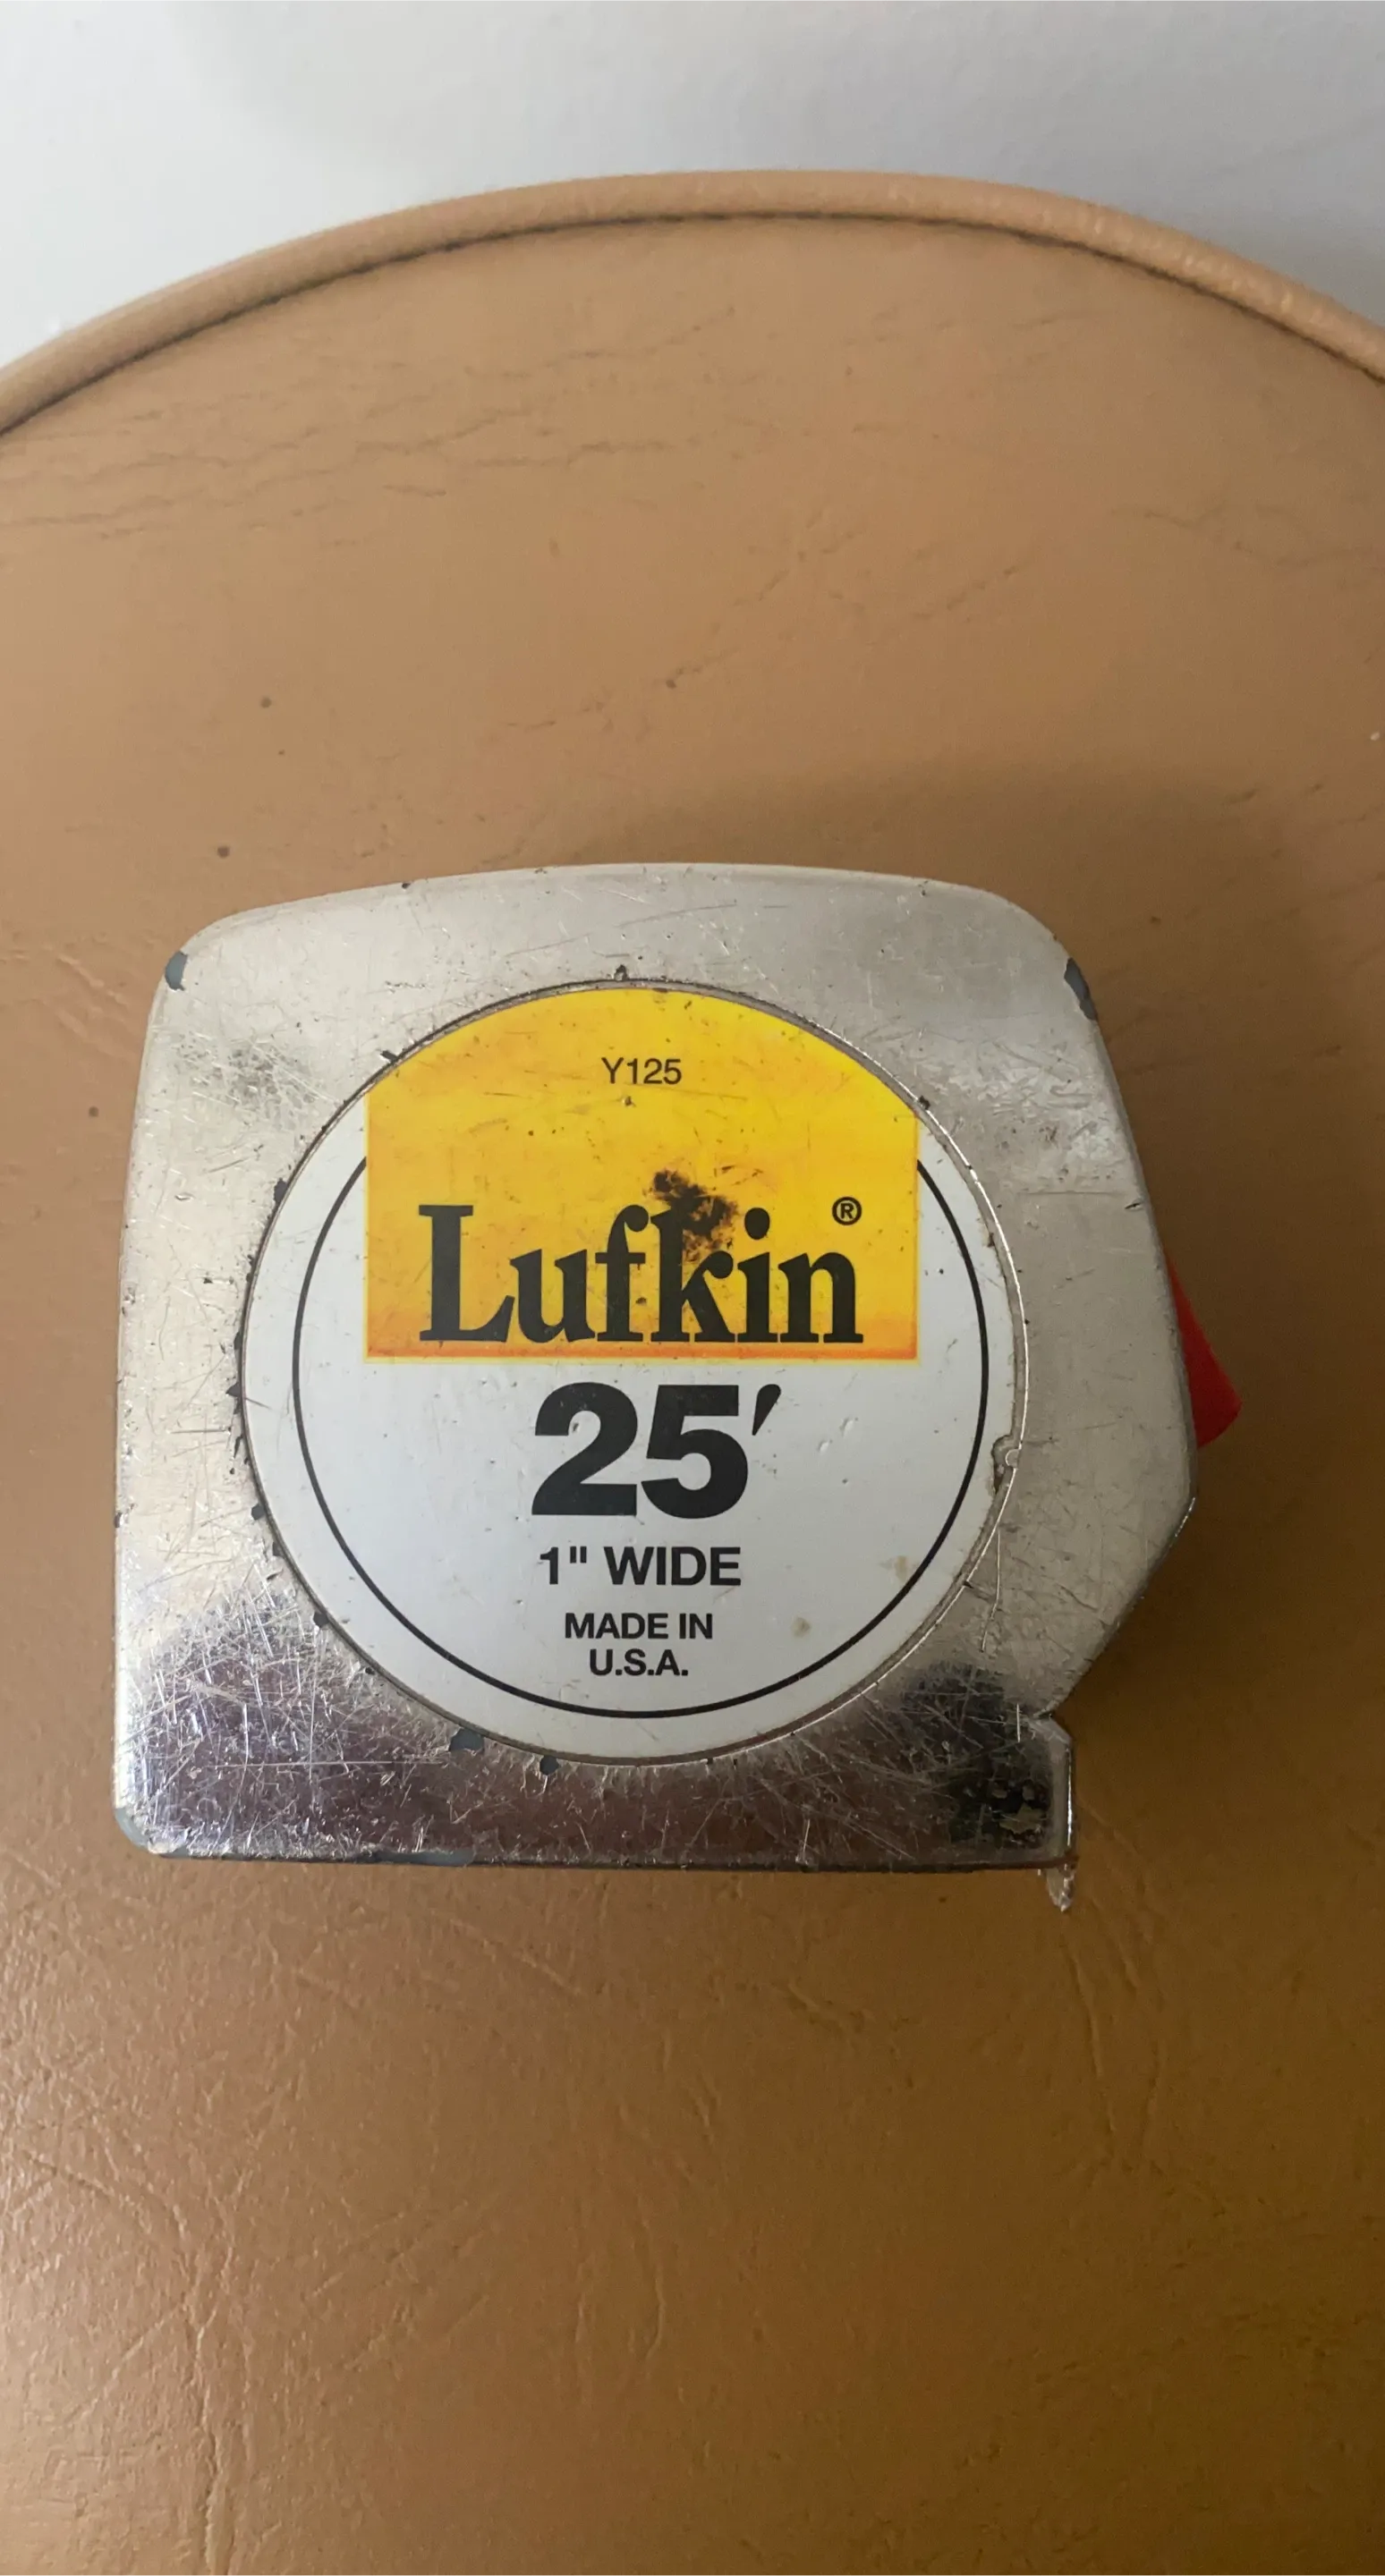 Y125
Lufkin®
25'
1" WIDE
MADE IN
U.S.A.